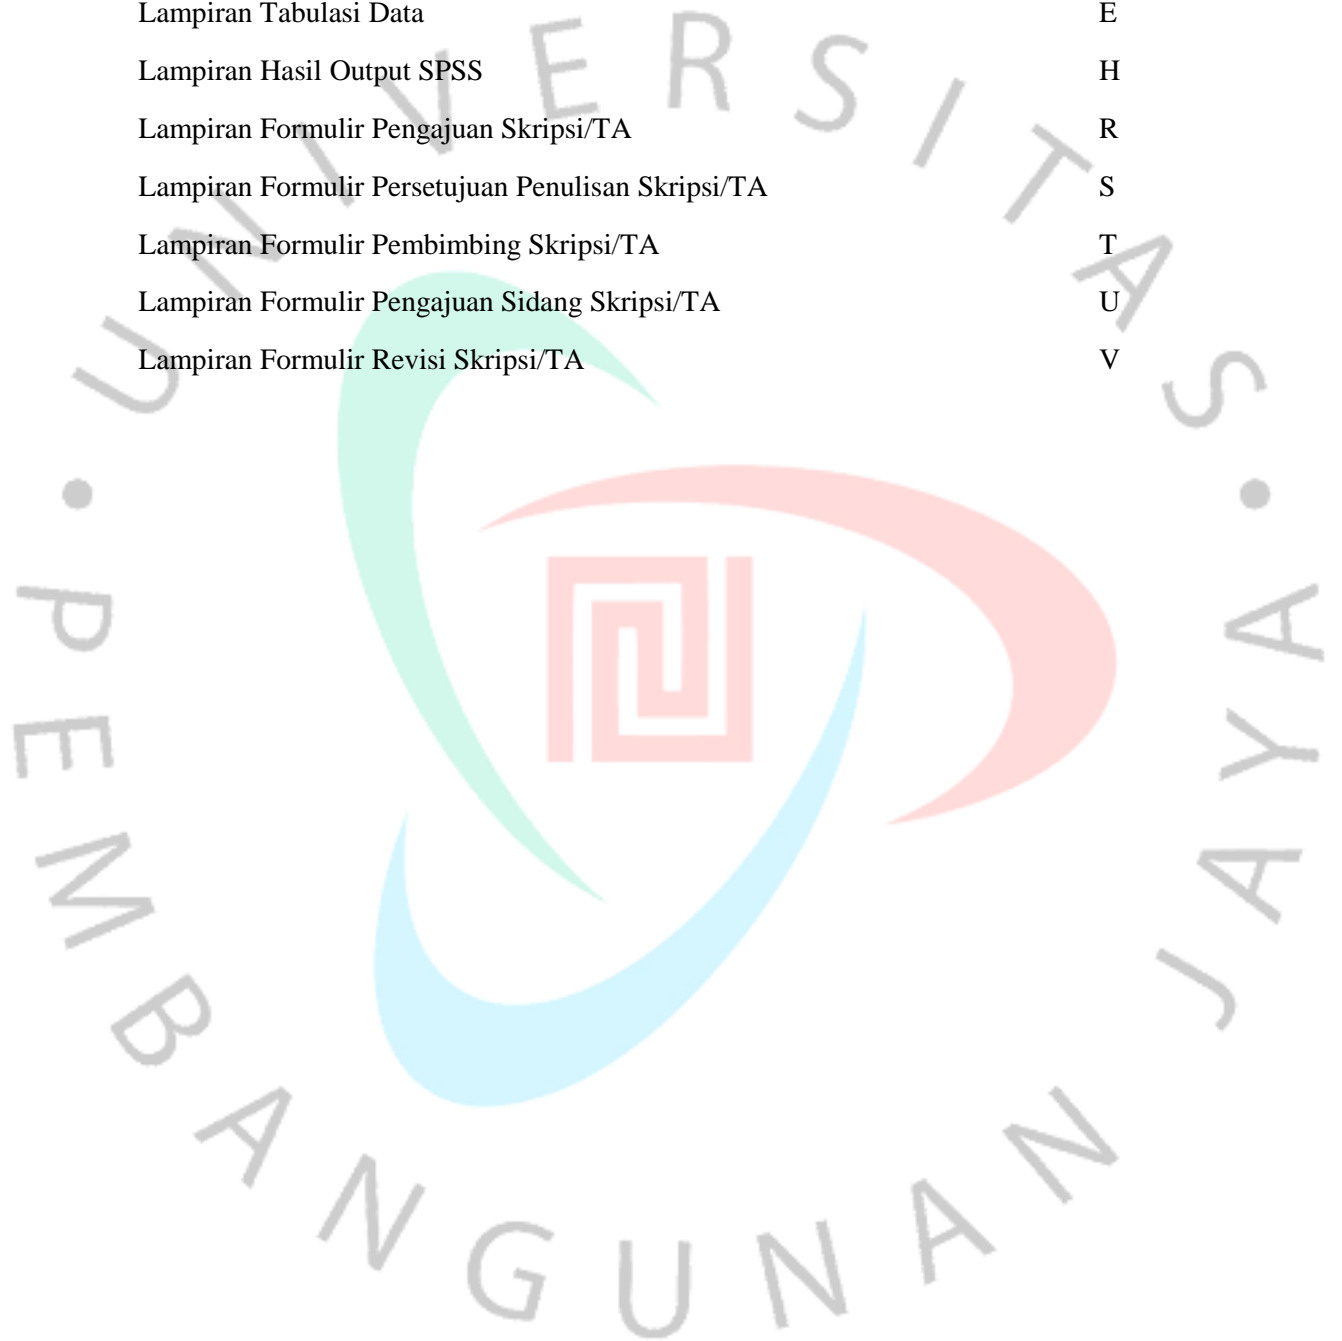 Lampiran Tabulasi Data E
Lampiran Hasil Output SPSS H
Lampiran Formulir Pengajuan Skripsi/TA R
Lampiran Formulir Persetujuan Penulisan Skripsi/TA S
Lampiran Formulir Pembimbing Skripsi/TA T
Lampiran Formulir Pengajuan Sidang Skripsi/TA U
Lampiran Formulir Revisi Skripsi/TA V
UNIVERSITAS • PEMBANGUNAN JAYA •